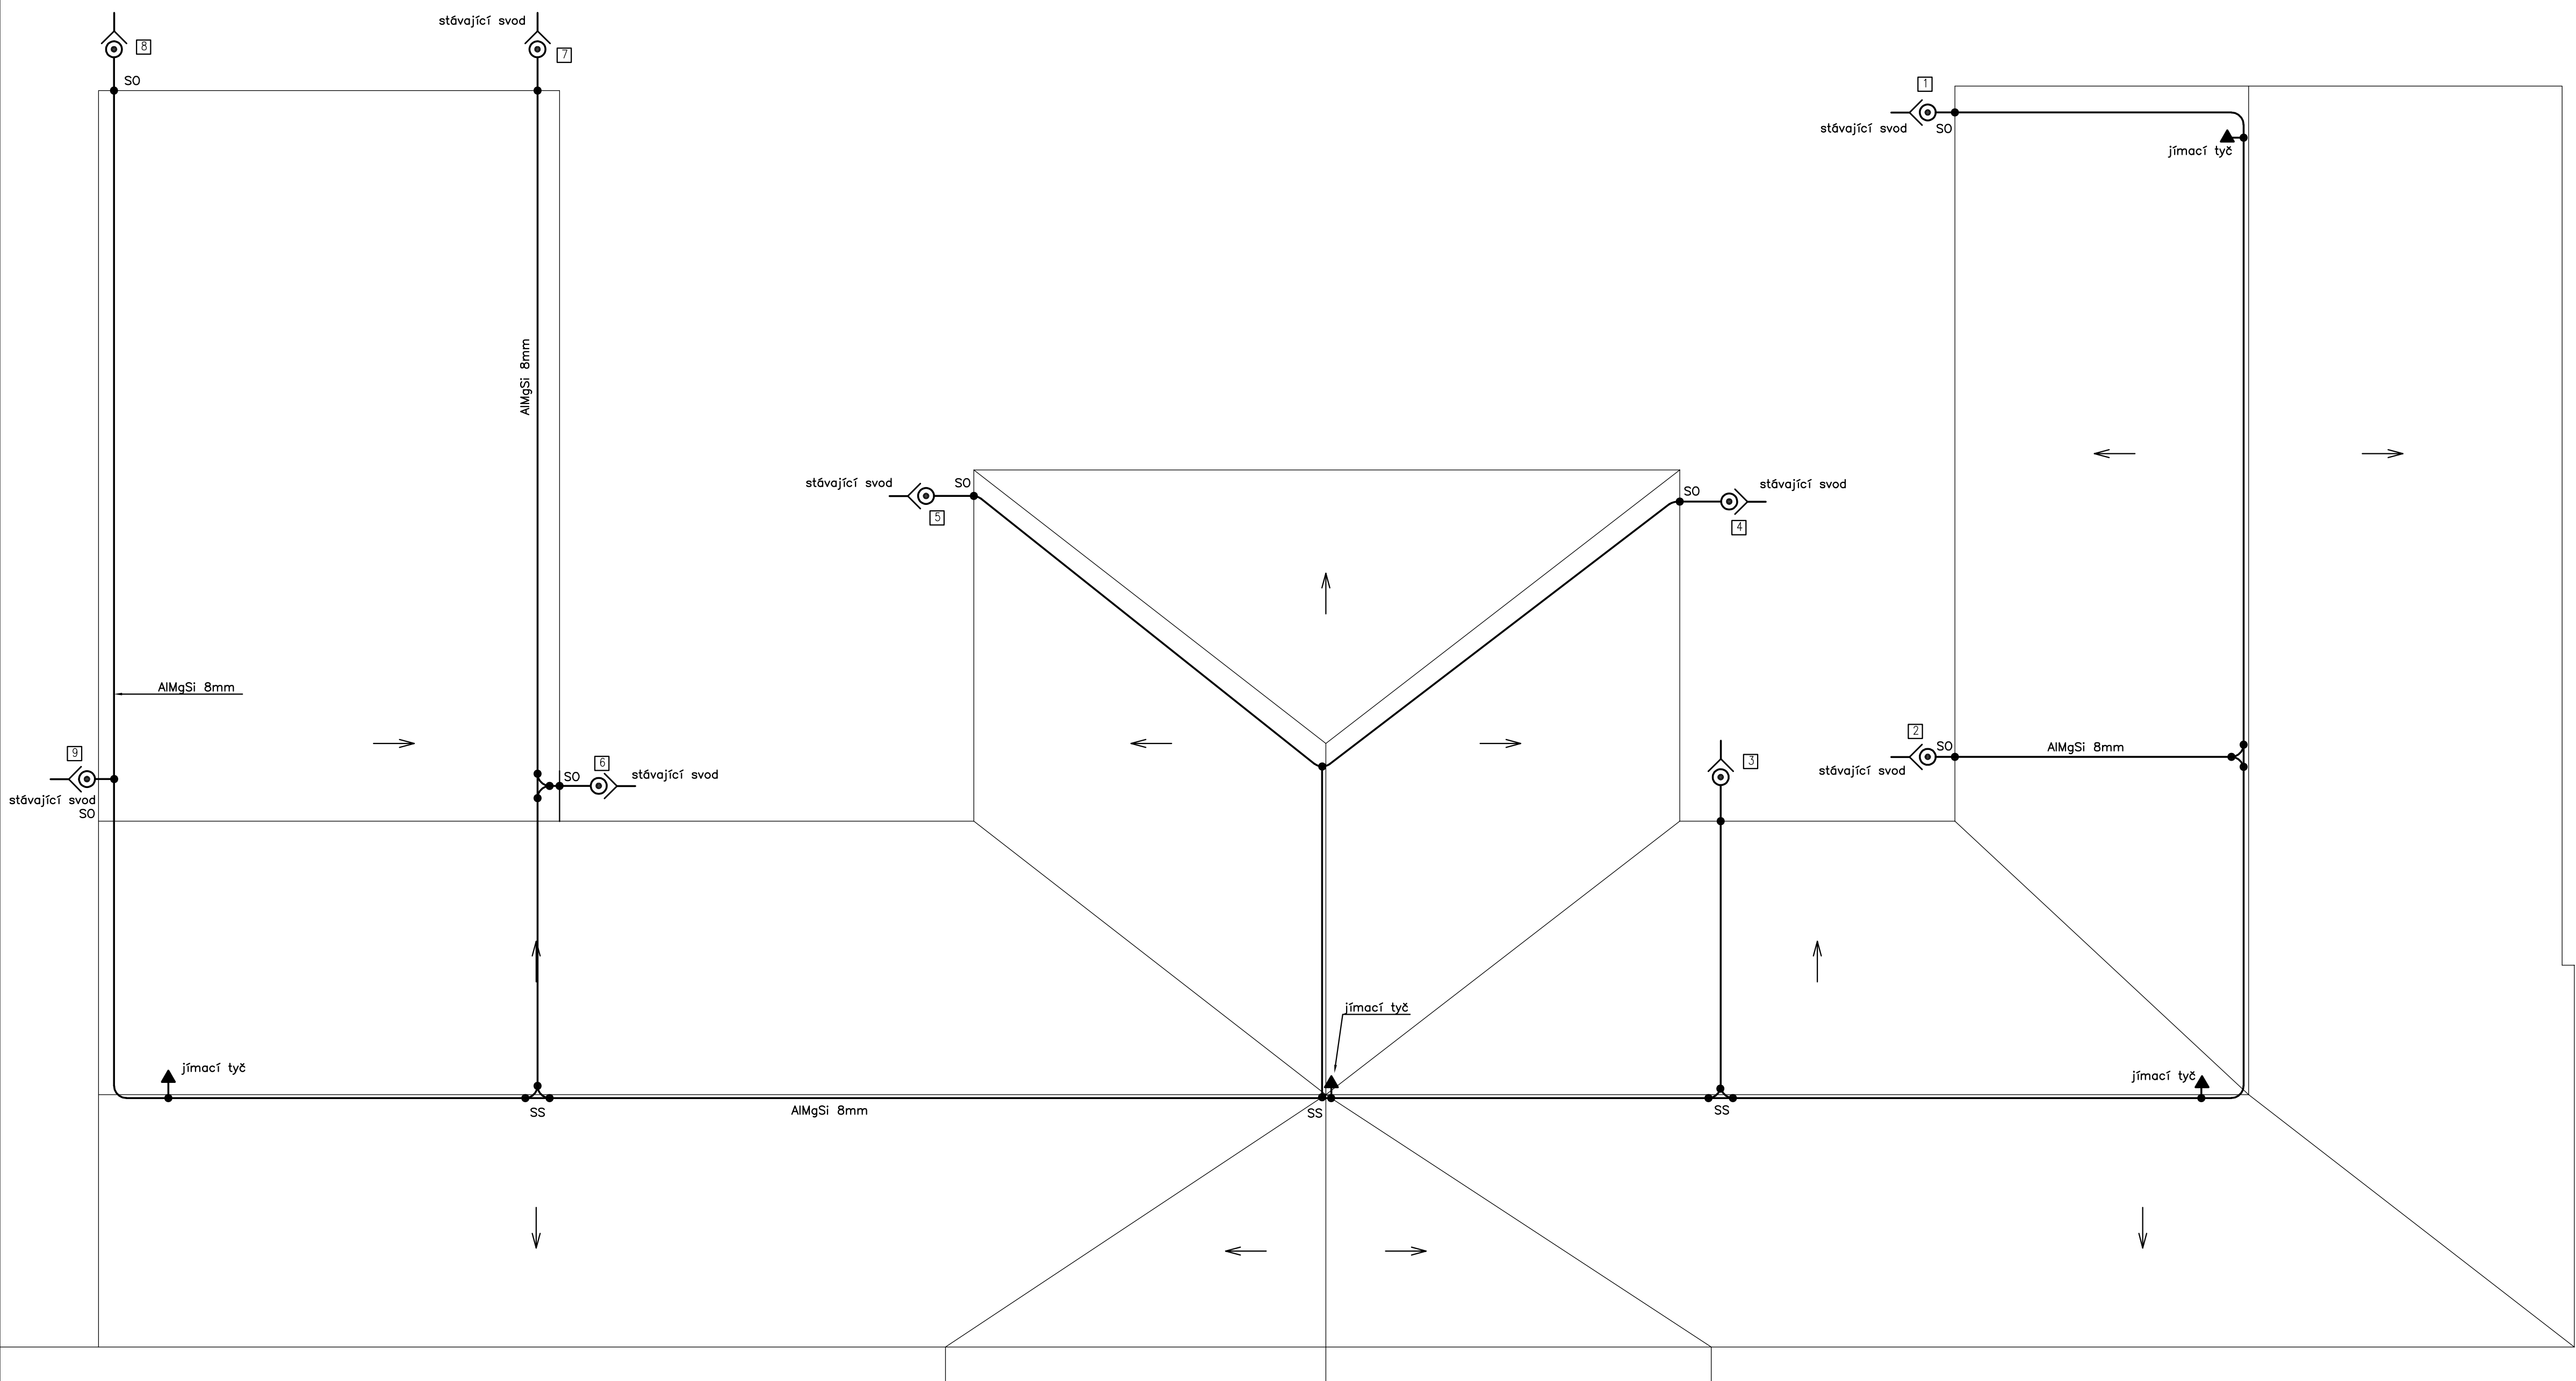 stávající svod
8
7
SO
1
stávající svod
SO
jímací tyč
AlMgSi 8mm
stávající svod
SO
5
SO
stávající svod
4
AlMgSi 8mm
9
stávající svod
SO
SO
6
stávající svod
3
2
SO
AlMgSi 8mm
stávající svod
jímací tyč
jímací tyč
jímací tyč
SS
AlMgSi 8mm
SS
SS